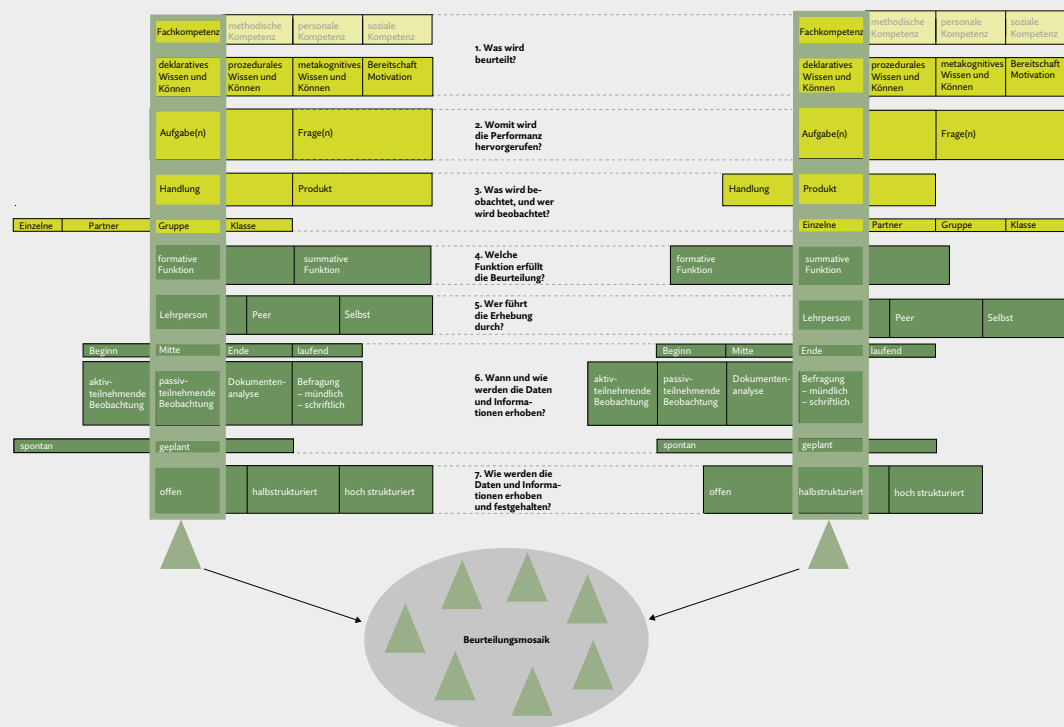 Fachkompetenz
methodische
Kompetenz
personale
Kompetenz
soziale
Kompetenz
deklaratives
Wissen und
Können
prozedurales
Wissen und
Können
metakognitives
Wissen und
Können
Bereitschaft
Motivation
Aufgabe(n)
Frage(n)
Handlung
Produkt
Einzelne
Partner
Gruppe
Klasse
formative
Funktion
summative
Funktion
Lehrperson
Peer
Selbst
Beginn
Mitte
Ende
laufend
aktiv-
teilnehmende
Beobachtung
passiv-
teilnehmende
Beobachtung
Dokumenten-
analyse
Befragung
– mündlich
– schriftlich
spontan
geplant
offen
halbstrukturiert
hoch strukturiert
1. Was wird
beurteilt?
2. Womit wird
die Performanz
hervorgerufen?
3. Was wird be-
obachtet, und wer
wird beobachtet?
4. Welche
Funktion erfüllt
die Beurteilung?
5. Wer führt
die Erhebung
durch?
6. Wann und wie
werden die Daten
und Informa-
tionen erhoben?
7. Wie werden die
Daten und Informa-
tionen erhoben
und festgehalten?
Fachkompetenz
methodische
Kompetenz
personale
Kompetenz
soziale
Kompetenz
deklaratives
Wissen und
Können
prozedurales
Wissen und
Können
metakognitives
Wissen und
Können
Bereitschaft
Motivation
Aufgabe(n)
Frage(n)
Handlung
Produkt
Einzelne
Partner
Gruppe
Klasse
formative
Funktion
summative
Funktion
Lehrperson
Peer
Selbst
Beginn
Mitte
Ende
laufend
aktiv-
teilnehmende
Beobachtung
passiv-
teilnehmende
Beobachtung
Dokumenten-
analyse
Befragung
– mündlich
– schriftlich
spontan
geplant
offen
halbstrukturiert
hoch strukturiert
Beurteilungsmosaik